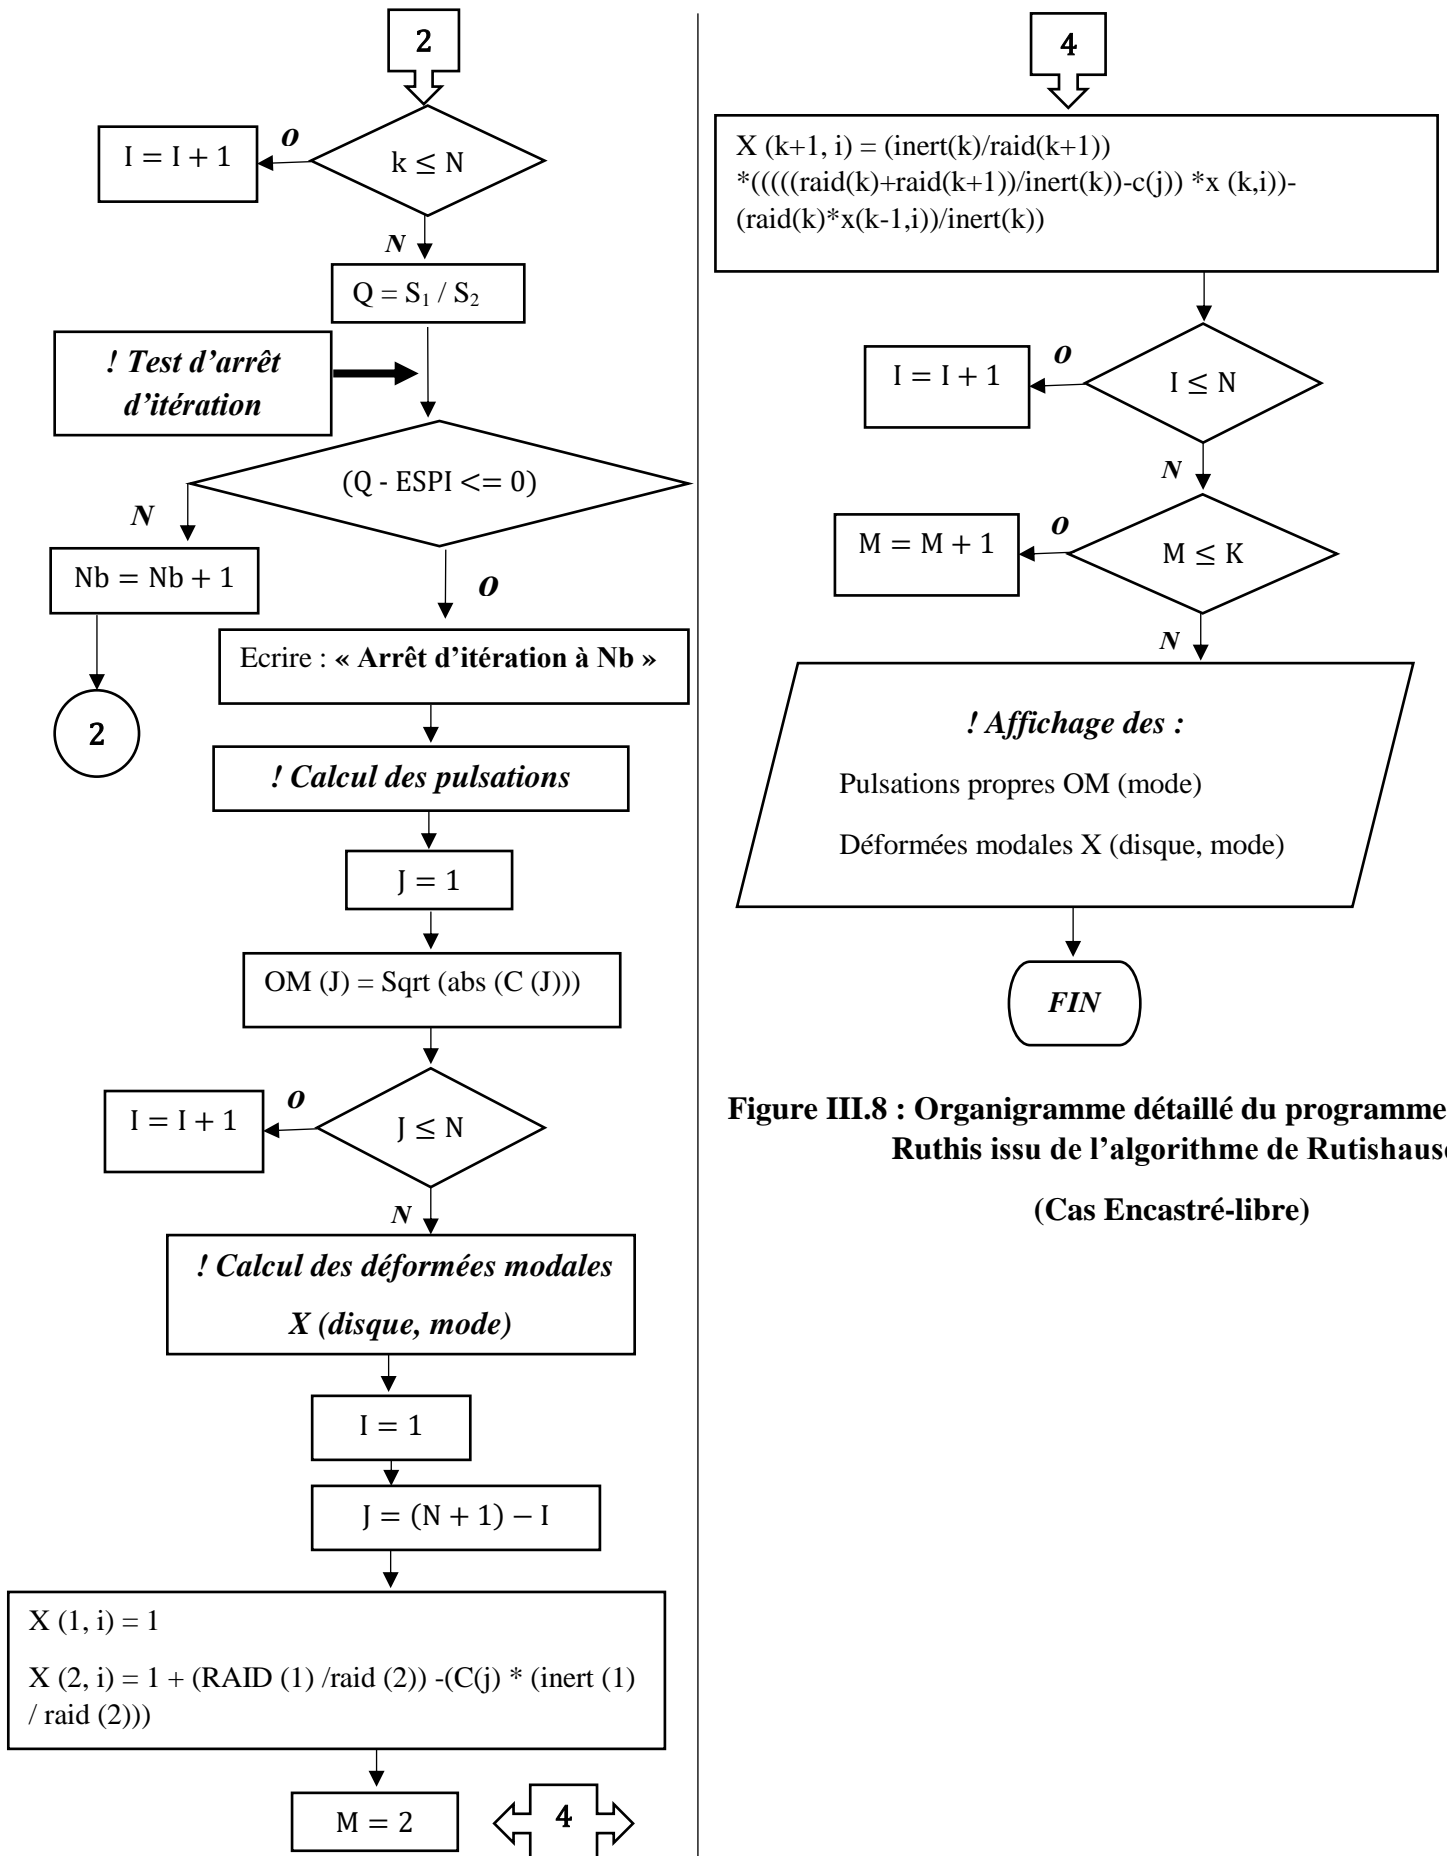 2
O
I = I + 1
k ≤ N
N
Q = S₁ / S₂
! Test d’arrêt
d’itération
(Q - ESPI <= 0)
N
Nb = Nb + 1
O
Ecrire : « Arrêt d’itération à Nb »
2
! Calcul des pulsations
J = 1
OM (J) = Sqrt (abs (C (J)))
O
I = I + 1
J ≤ N
N
! Calcul des déformées modales
X (disque, mode)
I = 1
J = (N + 1) − I
X (1, i) = 1
X (2, i) = 1 + (RAID (1) /raid (2)) -(C(j) * (inert (1)
/ raid (2)))
M = 2
4
4
X (k+1, i) = (inert(k)/raid(k+1))
*(((((raid(k)+raid(k+1))/inert(k))-c(j)) *x (k,i))-
(raid(k)*x(k-1,i))/inert(k))
O
I = I + 1
I ≤ N
N
O
M = M + 1
M ≤ K
N
! Affichage des :
Pulsations propres OM (mode)
Déformées modales X (disque, mode)
FIN
Figure III.8 : Organigramme détaillé du programme
Ruthis issu de l’algorithme de
(Cas Encastré-libre)